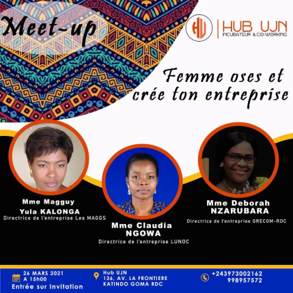 Meet-up
HUB UJN
INCUBATEUR & CO-WORKING
Femme oses et
crée ton entreprise
Mme Magguy
Yula KALONGA
Directrice de l'entreprise Les MAGGS
Mme Claudia
NGOWA
Directrice de l'entreprise LUNGC
Mme Deborah
NZARUBARA
Directrice de l'entreprise GRECOM-RDC
26 MARS 2021
A 15H00
Entrée sur Invitation
Hub UJN
136, AV. LA FRONTIERE
KATINDO GOMA RDC
+243973002162
998957572